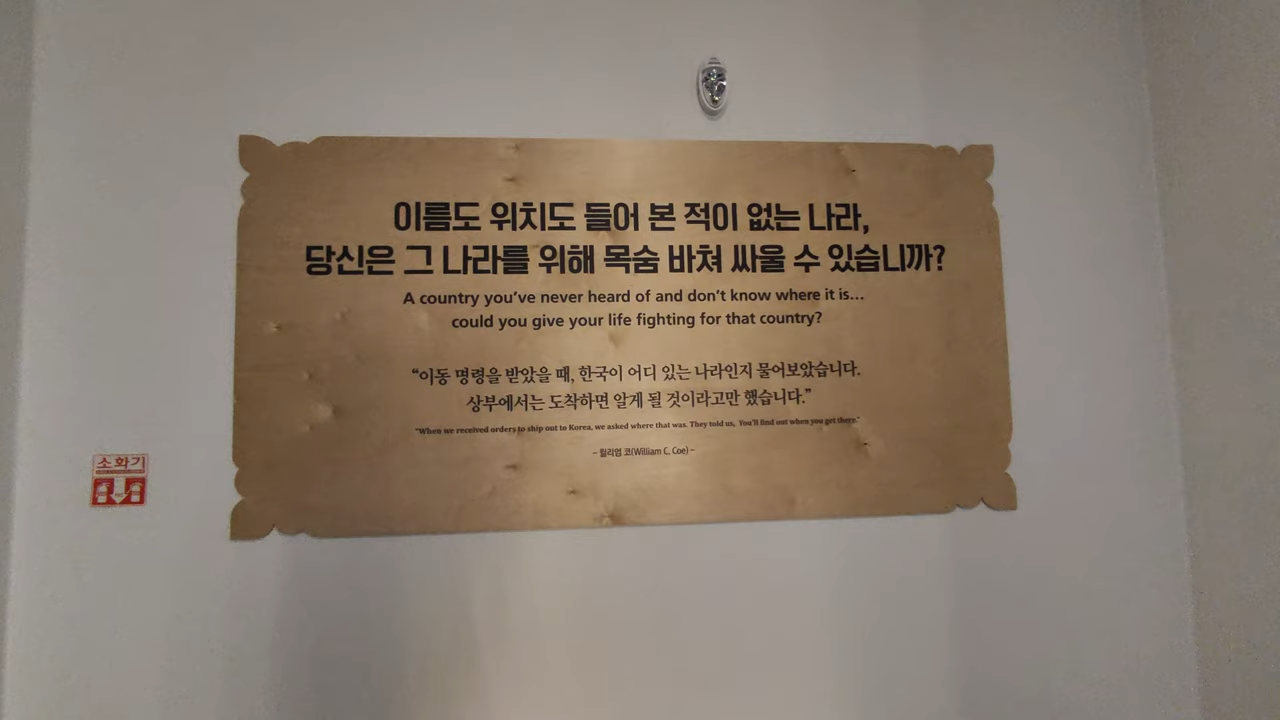 이름도 위치도 들어 본 적이 없는 나라,
당신은 그 나라를 위해 목숨 바쳐 싸울 수 있습니까?
A country you've never heard of and don't know where it is...
could you give your life fighting for that country?
“이동 명령을 받았을 때, 한국이 어디 있는 나라인지 물어보았습니다.
상부에서는 도착하면 알게 될 것이라고만 했습니다.”
"When we received orders to ship out to Korea, we asked where that was. They told us, You'll find out when you get there."
- 윌리엄 코(William C. Coe) -
소화기